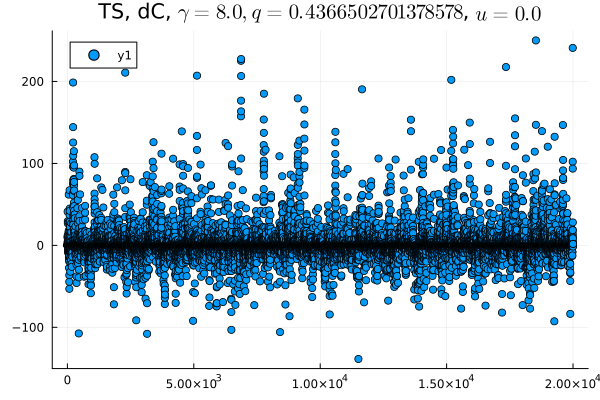 TS, dC, γ = 8.0, q = 0.4366502701378578, u = 0.0
y1
200
100
0
−100
0 5.00×10³ 1.00×10⁴ 1.50×10⁴ 2.00×10⁴